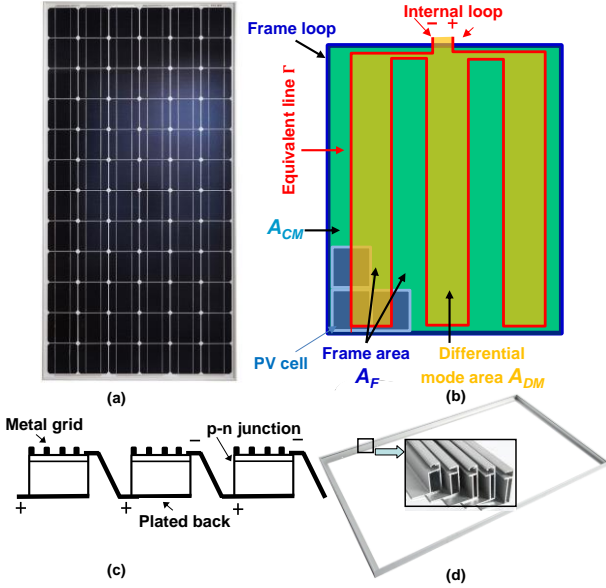 (a)
Frame loop
Internal loop
− +
Equivalent line Γ
A_CM
PV cell
Frame area
A_F
Differential
mode area A_DM
(b)
Metal grid
p-n junction
− −
+ + +
Plated back
(c)
(d)